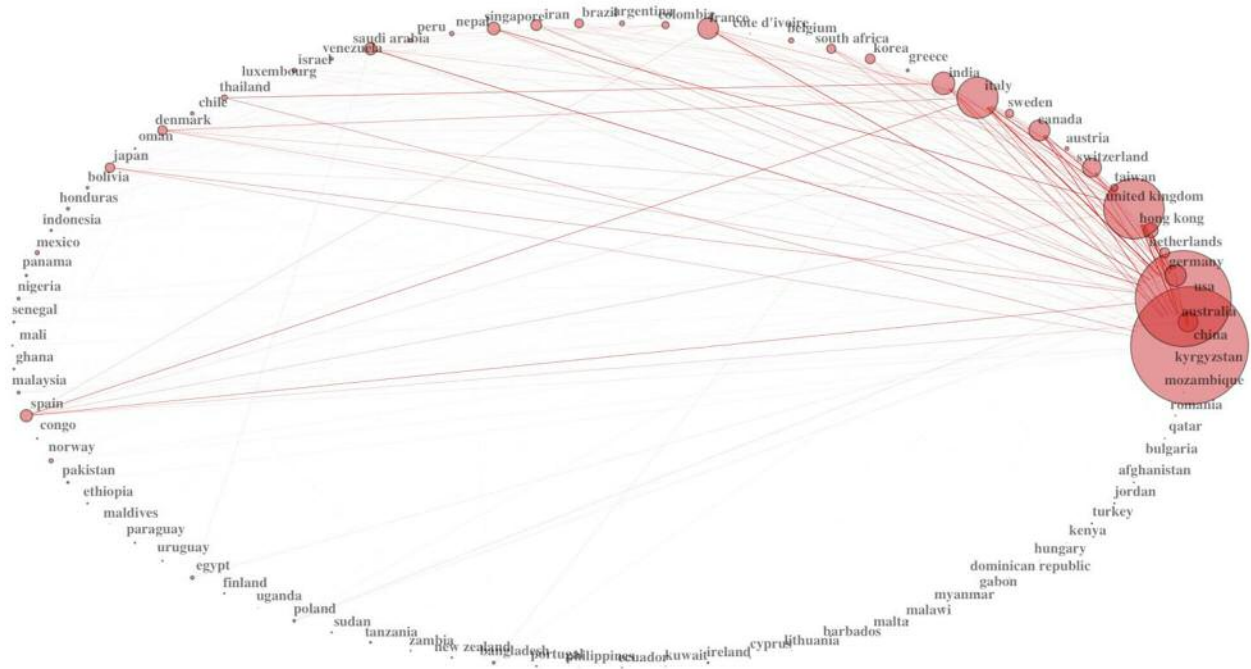 brazil
argentina
colombia
france
cote d'ivoire
belgium
south africa
korea
greece
india
italy
sweden
canada
austria
switzerland
taiwan
united kingdom
hong kong
netherlands
germany
usa
australia
china
kyrgyzstan
mozambique
romania
qatar
bulgaria
afghanistan
jordan
turkey
kenya
hungary
dominican republic
gabon
myanmar
malawi
malta
barbados
lithuania
cyprus
ireland
kuwait
ecuador
philippines
portugal
bangladesh
new zealand
zambia
tanzania
sudan
poland
uganda
finland
egypt
uruguay
paraguay
maldives
ethiopia
pakistan
norway
congo
spain
malaysia
ghana
mali
senegal
nigeria
panama
mexico
indonesia
honduras
bolivia
japan
oman
denmark
chile
thailand
luxembourg
israel
venezuela
saudi arabia
peru
nepal
singapore
iran